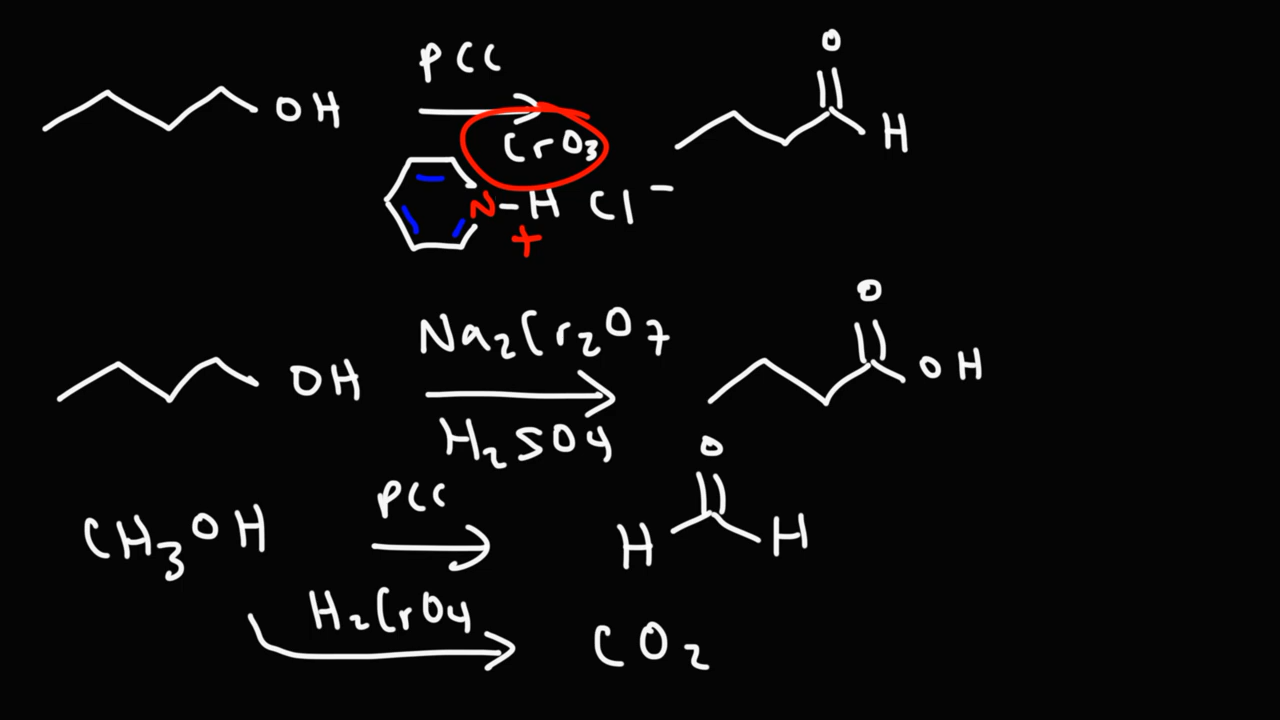 OH PCC O H
CrO₃
N-H Cl⁻
+
O
OH Na₂Cr₂O₇ OH
H₂SO₄
O
CH₃OH PCC H H
H₂CrO₄ CO₂